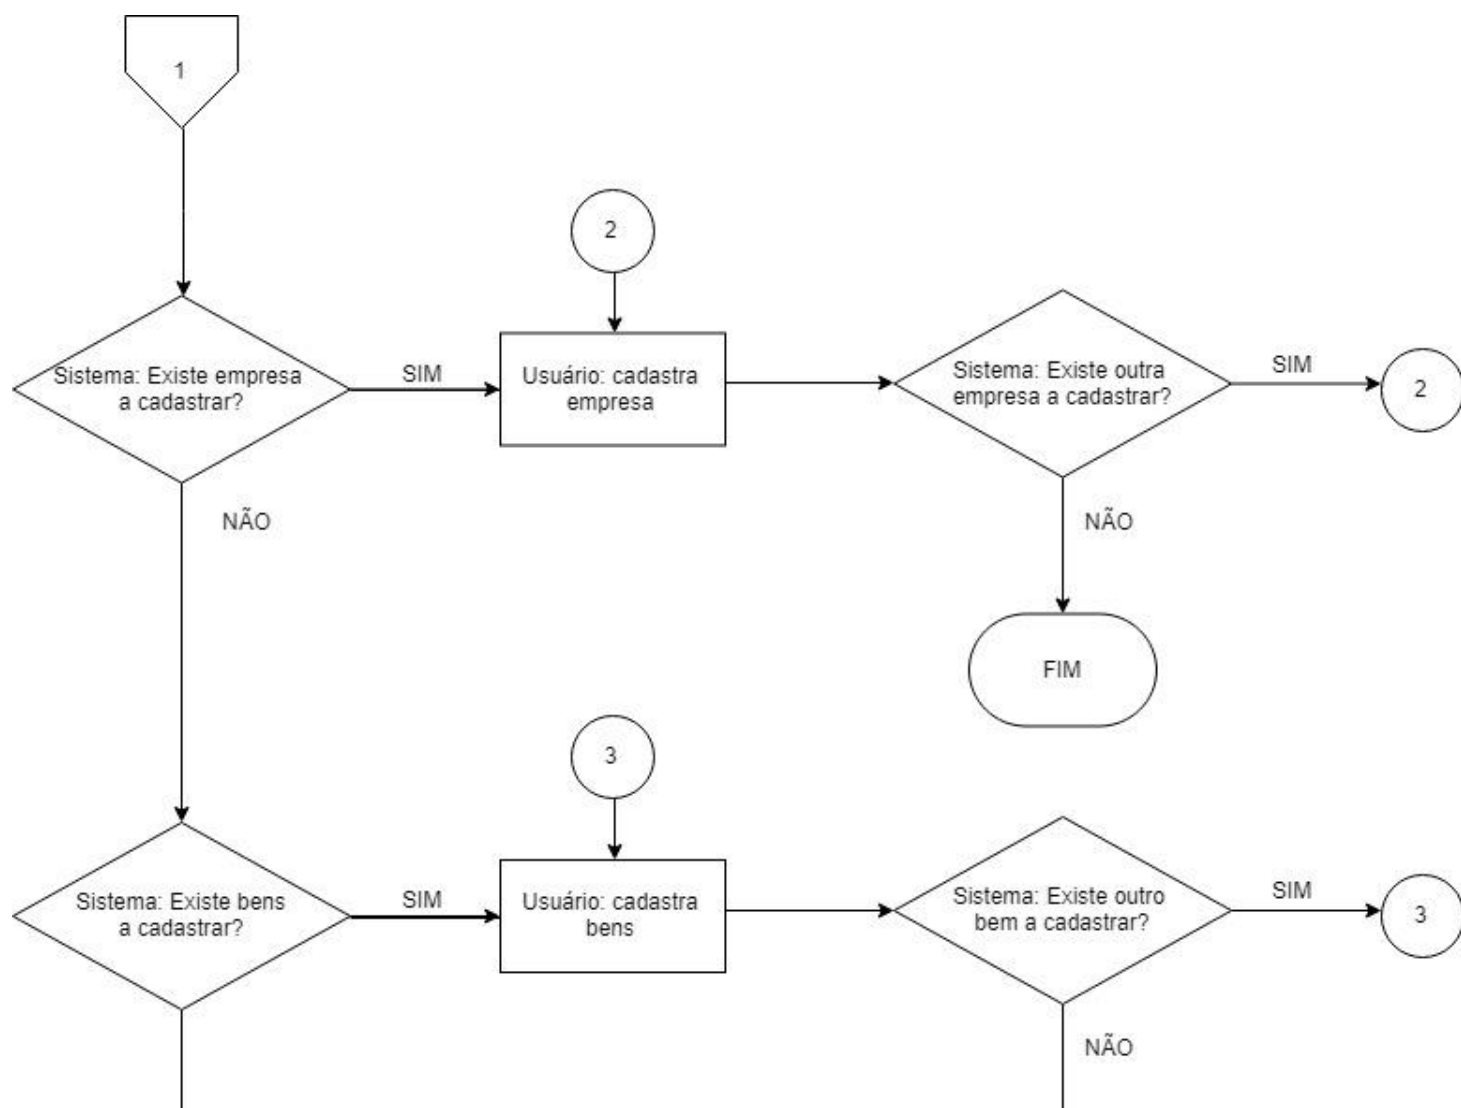 1
2
Sistema: Existe empresa
a cadastrar?
SIM
Usuário: cadastra
empresa
Sistema: Existe outra
empresa a cadastrar?
SIM
2
NÃO
NÃO
FIM
3
Sistema: Existe bens
a cadastrar?
SIM
Usuário: cadastra
bens
Sistema: Existe outro
bem a cadastrar?
SIM
3
NÃO